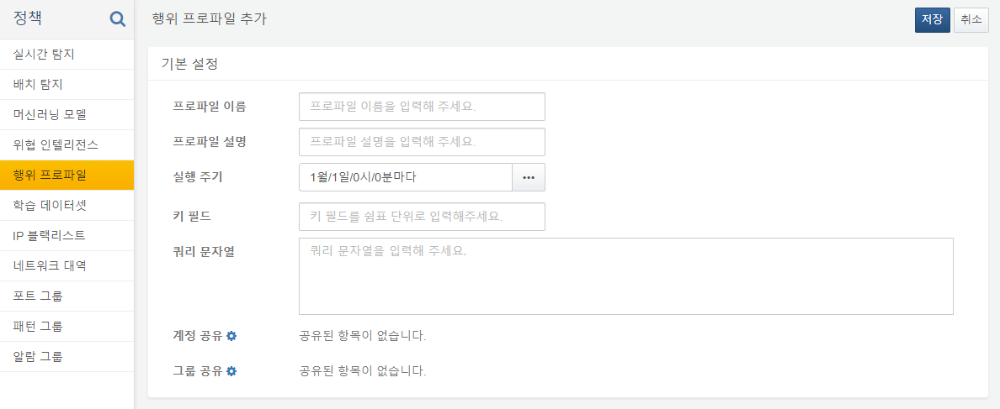 정책
실시간 탐지
배치 탐지
머신러닝 모델
위협 인텔리전스
행위 프로파일
학습 데이터셋
IP 블랙리스트
네트워크 대역
포트 그룹
패턴 그룹
알람 그룹
행위 프로파일 추가
저장
취소
기본 설정
프로파일 이름
프로파일 이름을 입력해 주세요.
프로파일 설명
프로파일 설명을 입력해 주세요.
실행 주기
1월/1일/0시/0분마다
키 필드
키 필드를 쉼표 단위로 입력해주세요.
쿼리 문자열
쿼리 문자열을 입력해 주세요.
계정 공유
공유된 항목이 없습니다.
그룹 공유
공유된 항목이 없습니다.